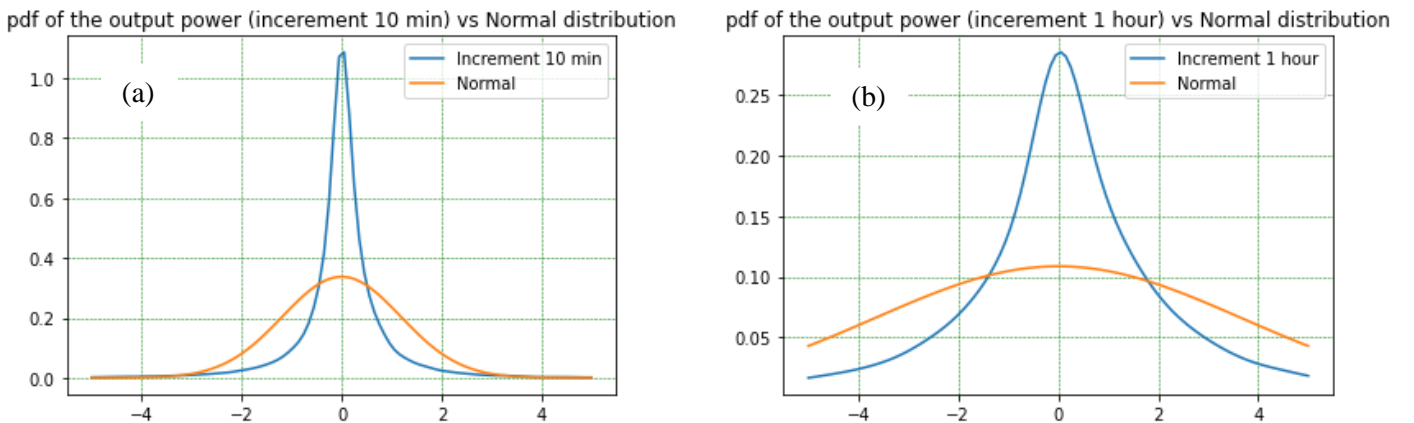 pdf of the output power (incerement 10 min) vs Normal distribution
(a)
Increment 10 min
Normal
1.0
0.8
0.6
0.4
0.2
0.0
−4
−2
0
2
4
pdf of the output power (incerement 1 hour) vs Normal distribution
(b)
Increment 1 hour
Normal
0.25
0.20
0.15
0.10
0.05
−4
−2
0
2
4